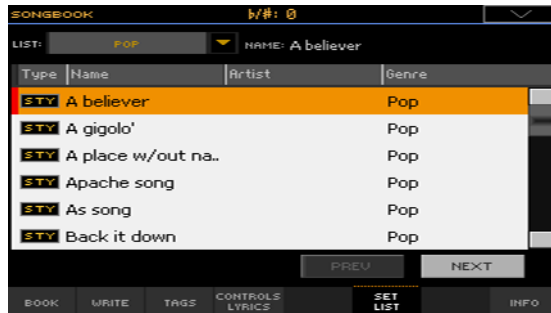 SONGBOOK b/#: 0
LIST: POP NAME: A believer
Type Name Artist Genre
STY A believer Pop
STY A gigolo' Pop
STY A place w/out na.. Pop
STY Apache song Pop
STY As song Pop
STY Back it down Pop
PREV NEXT
BOOK WRITE TAGS CONTROLS LYRICS SET LIST INFO